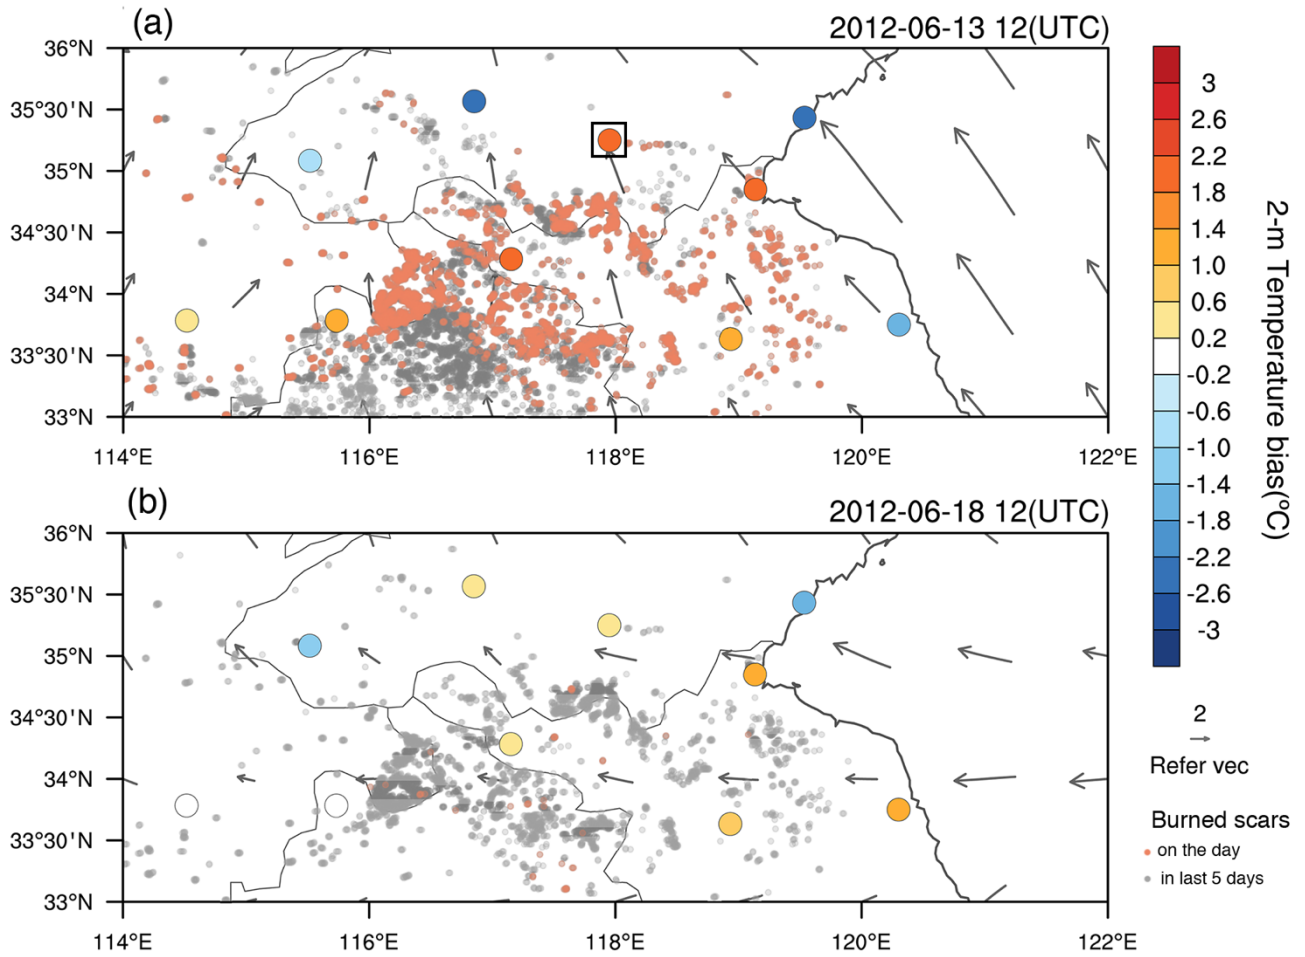 (a)
2012-06-13 12(UTC)
36°N
35°30'N
35°N
34°30'N
34°N
33°30'N
33°N
114°E 116°E 118°E 120°E 122°E
(b)
2012-06-18 12(UTC)
36°N
35°30'N
35°N
34°30'N
34°N
33°30'N
33°N
114°E 116°E 118°E 120°E 122°E
3
2.6
2.2
1.8
1.4
1.0
0.6
0.2
-0.2
-0.6
-1.0
-1.4
-1.8
-2.2
-2.6
-3
2-m Temperature bias(°C)
2
Refer vec
Burned scars
on the day
in last 5 days